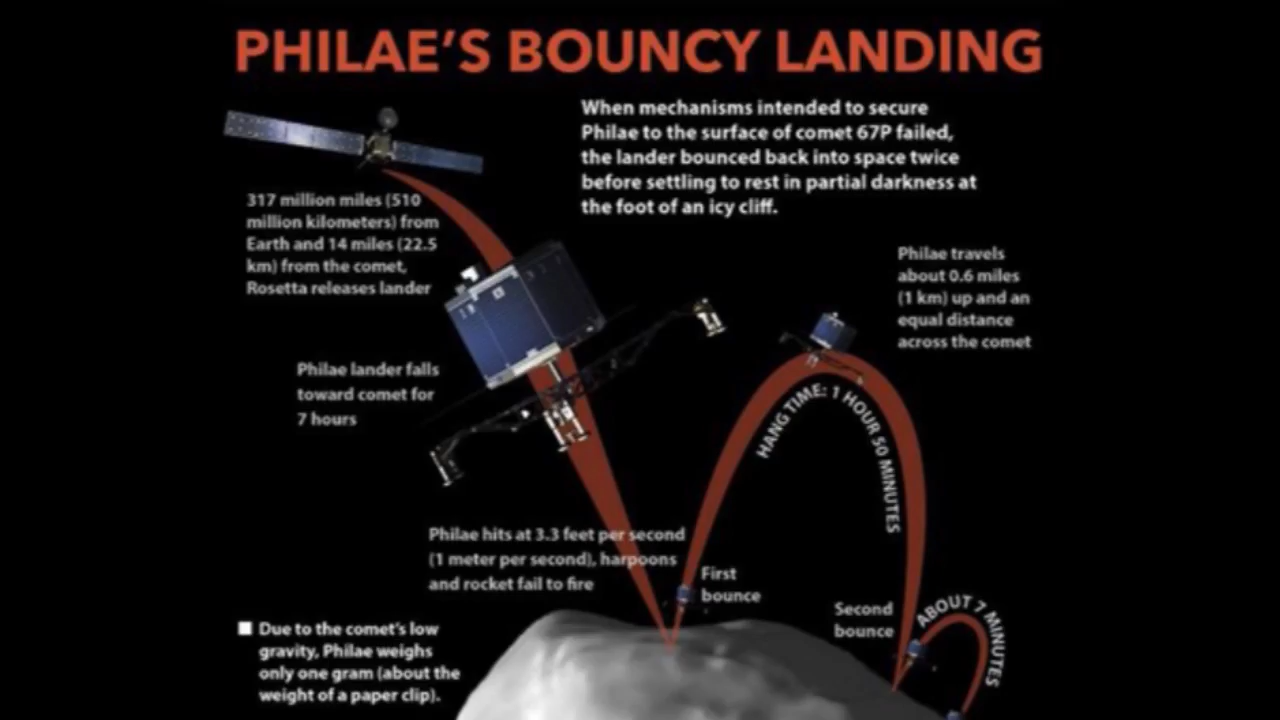 PHILAE'S BOUNCY LANDING
When mechanisms intended to secure
Philae to the surface of comet 67P failed,
the lander bounced back into space twice
before settling to rest in partial darkness at
the foot of an icy cliff.
317 million miles (510
million kilometers) from
Earth and 14 miles (22.5
km) from the comet,
Rosetta releases lander
Philae lander falls
toward comet for
7 hours
Philae travels
about 0.6 miles
(1 km) up and an
equal distance
across the comet
HANG TIME: 1 HOUR 50 MINUTES
Philae hits at 3.3 feet per second
(1 meter per second), harpoons
and rocket fail to fire
First
bounce
Second
bounce
ABOUT 7 MINUTES
Due to the comet's low
gravity, Philae weighs
only one gram (about the
weight of a paper clip).